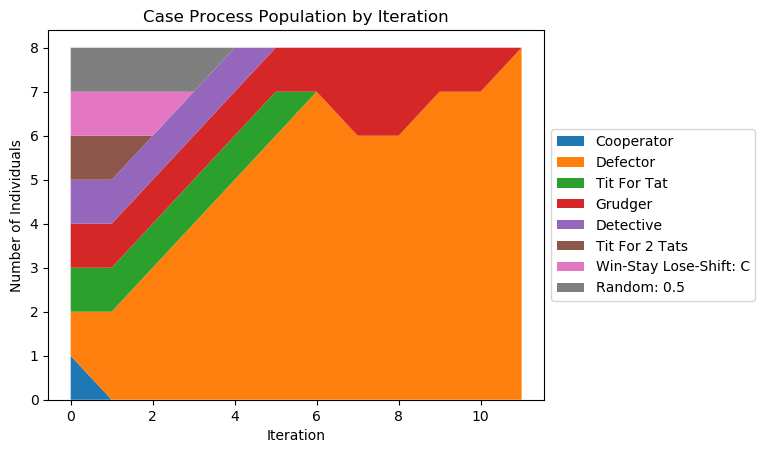 Case Process Population by Iteration
Number of Individuals
8
7
6
5
4
3
2
1
0
0 2 4 6 8 10
Iteration
Cooperator
Defector
Tit For Tat
Grudger
Detective
Tit For 2 Tats
Win-Stay Lose-Shift: C
Random: 0.5